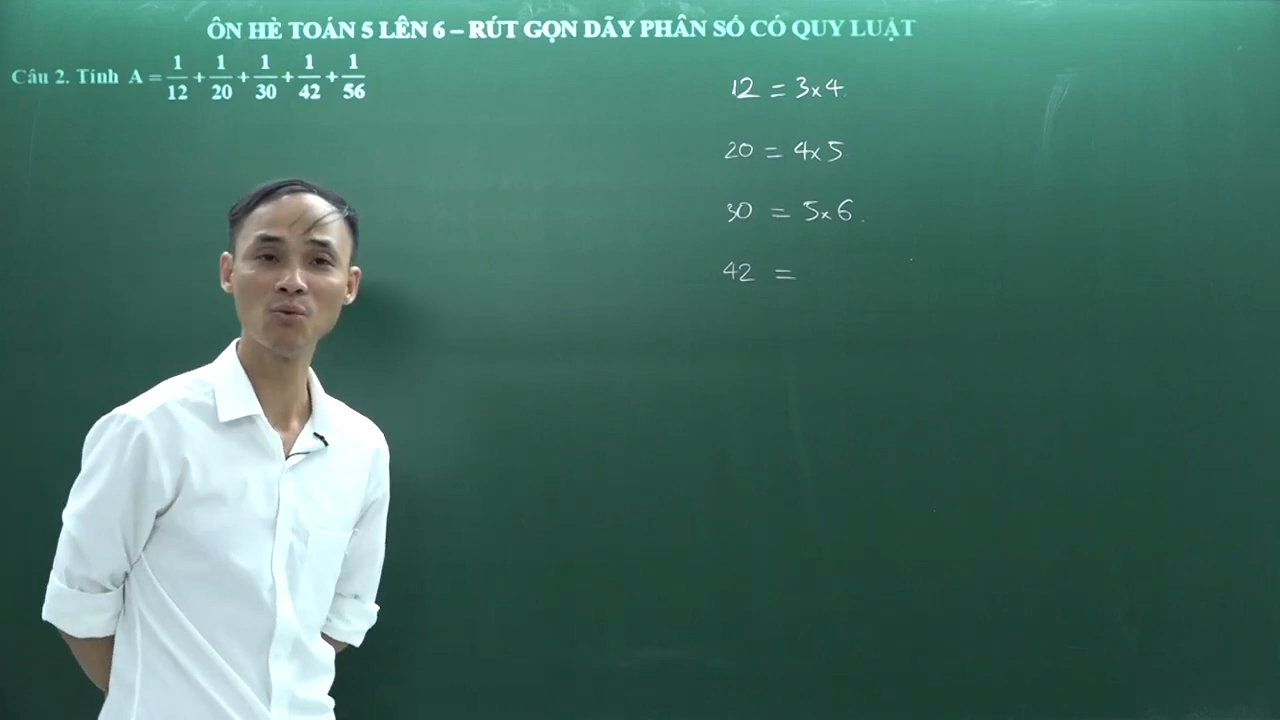 ÔN HÈ TOÁN 5 LÊN 6 – RÚT GỌN DÃY PHÂN SỐ CÓ QUY LUẬT
Câu 2. Tính A = 1/12 + 1/20 + 1/30 + 1/42 + 1/56
12 = 3x4
20 = 4x5
30 = 5x6.
42 =